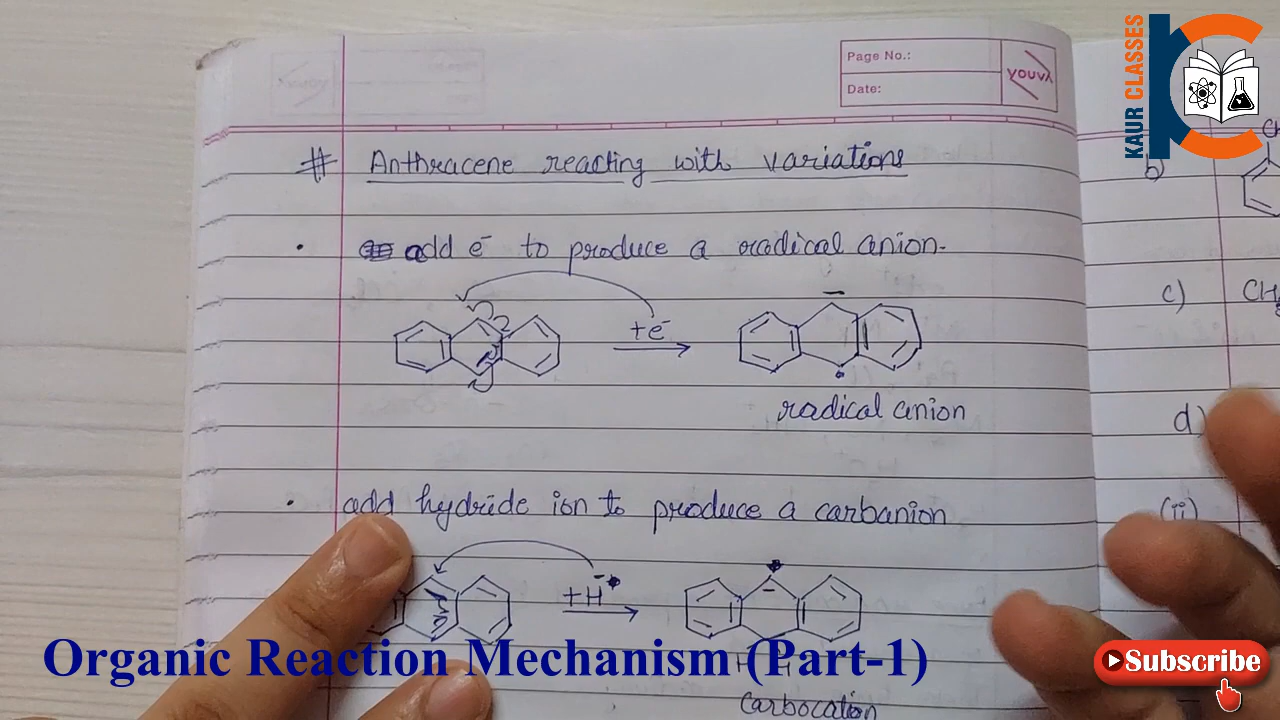 KAUR CLASSES
Page No.:
Date:
YOUVA
# Anthracene reacting with variations
• add e⁻ to produce a radical anion.
+e⁻
radical anion
• add hydride ion to produce a carbanion
+H⁻
H H
Carbocation
b)
c) CH
d)
(ii)
Organic Reaction Mechanism (Part-1)
Subscribe